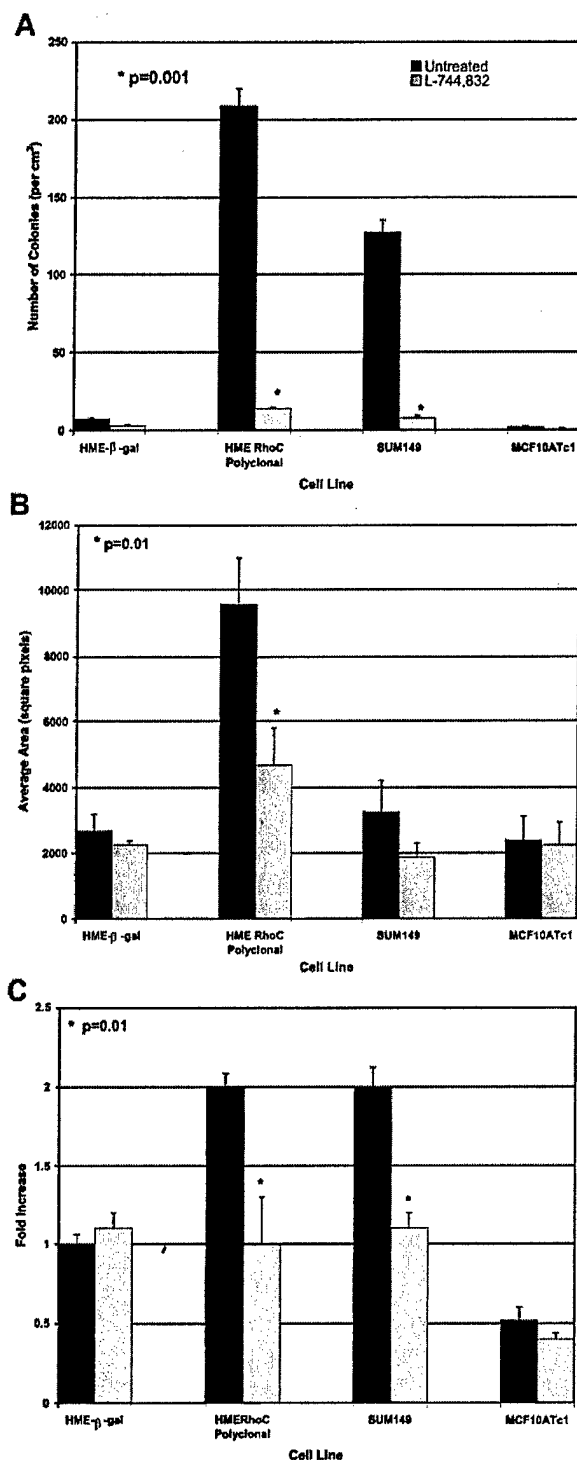 A
250
200
150
100
50
0
* p=0.001
Untreated
L-744,832
Number of Colonies (per cm²)
*
*
HME-β-gal
HME RhoC
Polyclonal
SUM149
MCF10ATc1
Cell Line
B
12000
10000
8000
6000
4000
2000
0
* p=0.01
Average Area (square pixels)
*
HME-β-gal
HME RhoC
Polyclonal
SUM149
MCF10ATc1
Cell Line
C
2.5
2
1.5
1
0.5
0
* p=0.01
Fold Increase
*
*
HME-β-gal
HMERhoC
Polyclonal
SUM149
MCF10ATc1
Cell Line